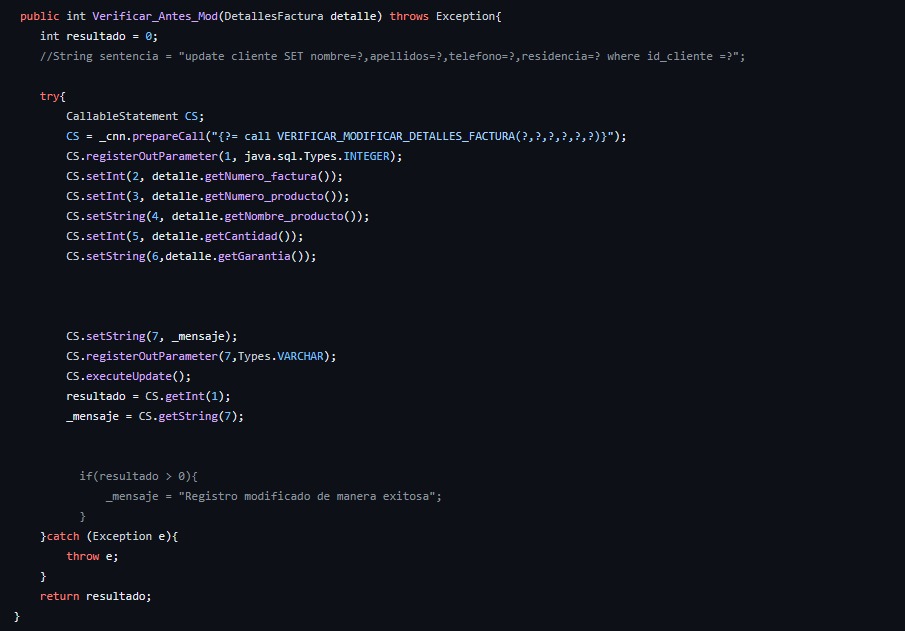 public int Verificar_Antes_Mod(DetallesFactura detalle) throws Exception{
int resultado = 0;
//String sentencia = "update cliente SET nombre=?,apellidos=?,telefono=?,residencia=? where id_cliente =?";
try{
CallableStatement CS;
CS = _cnn.prepareCall("{?= call VERIFICAR_MODIFICAR_DETALLES_FACTURA(?,?,?,?,?,?)}");
CS.registerOutParameter(1, java.sql.Types.INTEGER);
CS.setInt(2, detalle.getNumero_factura());
CS.setInt(3, detalle.getNumero_producto());
CS.setString(4, detalle.getNombre_producto());
CS.setInt(5, detalle.getCantidad());
CS.setString(6,detalle.getGarantia());
CS.setString(7, _mensaje);
CS.registerOutParameter(7,Types.VARCHAR);
CS.executeUpdate();
resultado = CS.getInt(1);
_mensaje = CS.getString(7);
if(resultado > 0){
_mensaje = "Registro modificado de manera exitosa";
}
}catch (Exception e){
throw e;
}
return resultado;
}